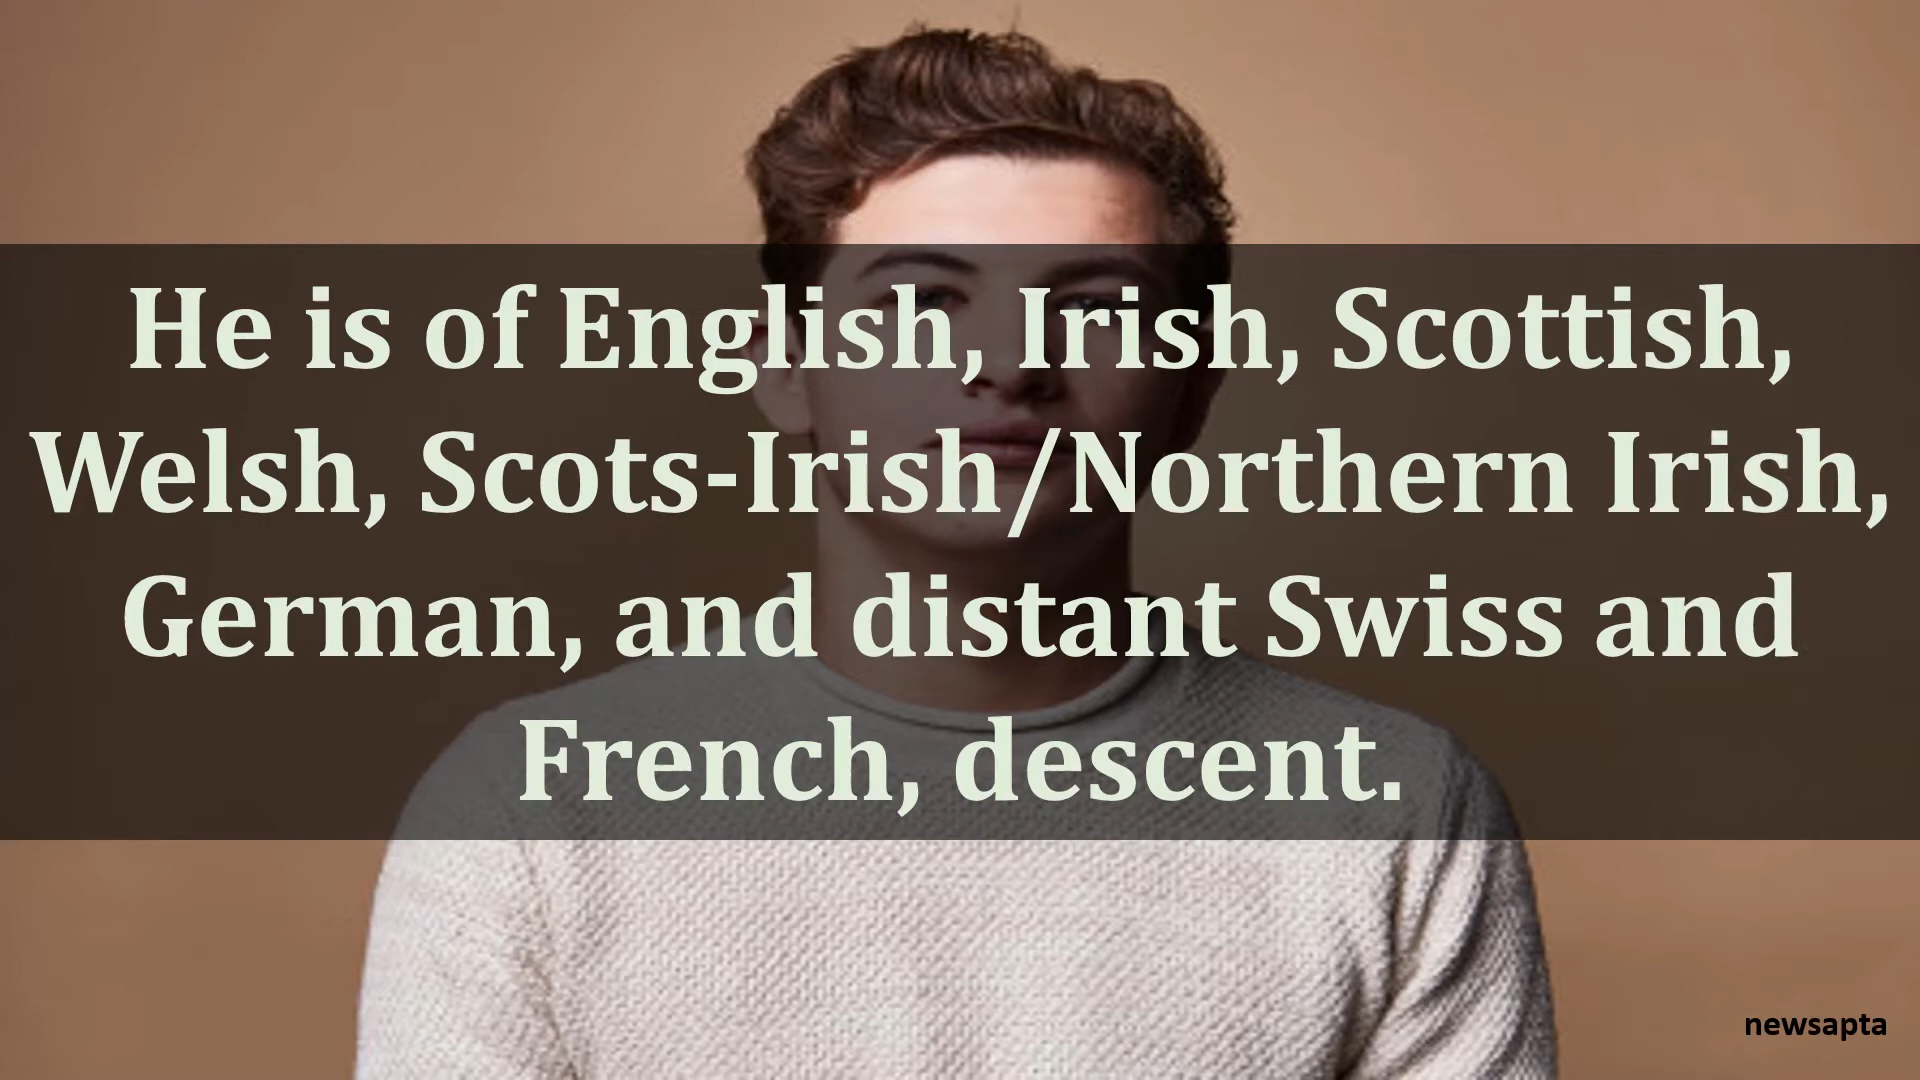 He is of English, Irish, Scottish,
Welsh, Scots-Irish/Northern Irish,
German, and distant Swiss and
French, descent.
newsapta